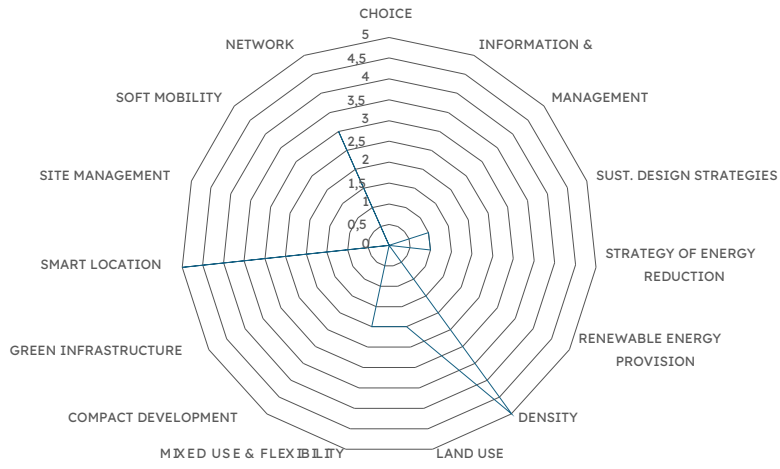 CHOICE
5
NETWORK
INFORMATION &
4,5
4
SOFT MOBILITY
MANAGEMENT
3,5
3
2,5
2
SITE MANAGEMENT
SUST. DESIGN STRATEGIES
1,5
1
0,5
0
SMART LOCATION
STRATEGY OF ENERGY
REDUCTION
GREEN INFRASTRUCTURE
RENEWABLE ENERGY
PROVISION
COMPACT DEVELOPMENT
DENSITY
MIXED USE & FLEXIBILITY
LAND USE